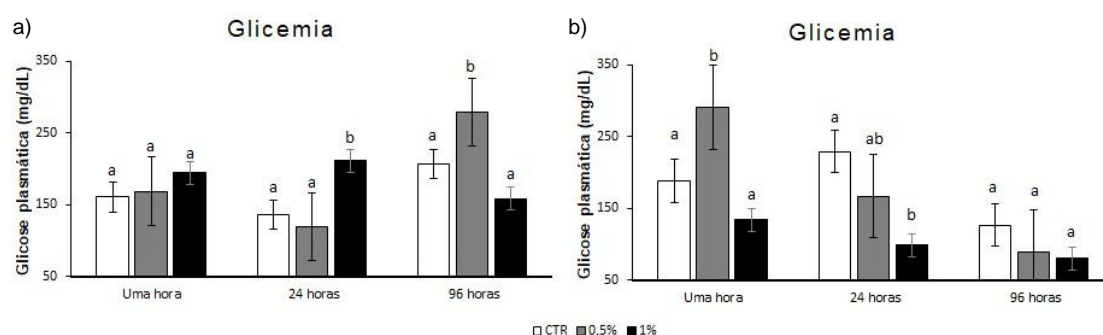 a)
Glicemia
Glicose plasmática (mg/dL)
350
250
150
50
a a a
a a b
a b a
Uma hora 24 horas 96 horas
b)
Glicemia
Glicose plasmática (mg/dL)
350
250
150
50
a b a
a ab b
a a a
Uma hora 24 horas 96 horas
CTR 0.5% 1%